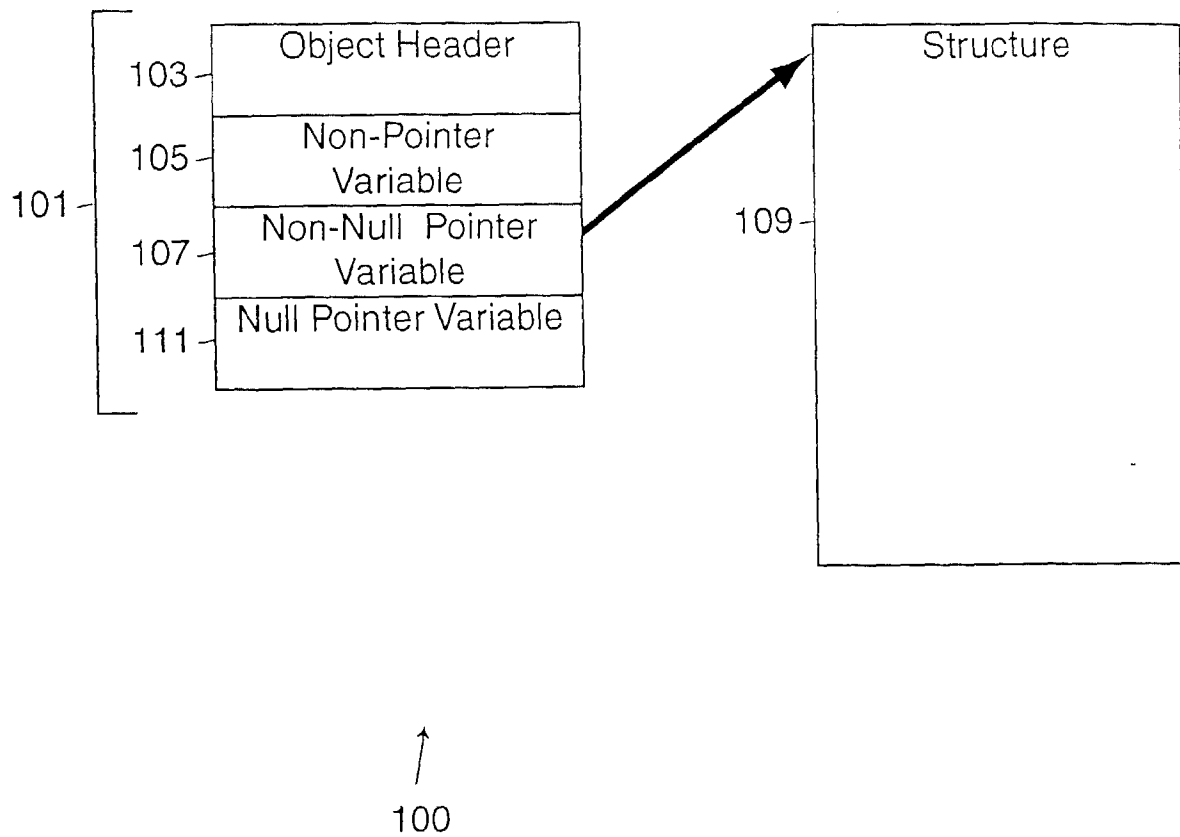 Object Header
103
Non-Pointer
Variable
105
101
Non-Null Pointer
Variable
107
Null Pointer Variable
111
Structure
109
100